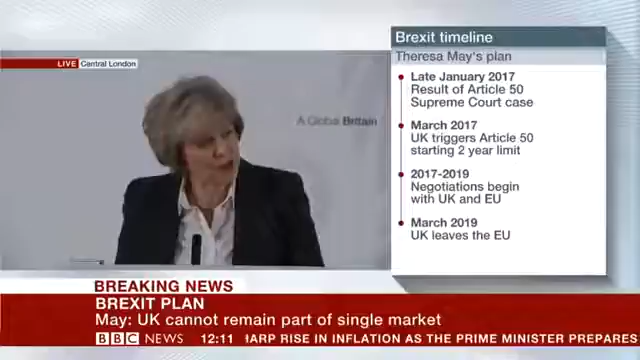 Brexit timeline
Theresa May's plan
LIVE Central London
Late January 2017
Result of Article 50
Supreme Court case
A Global Britain
March 2017
UK triggers Article 50
starting 2 year limit
2017-2019
Negotiations begin
with UK and EU
March 2019
UK leaves the EU
BREAKING NEWS
BREXIT PLAN
May: UK cannot remain part of single market
BBC NEWS 12:11 HARP RISE IN INFLATION AS THE PRIME MINISTER PREPARES